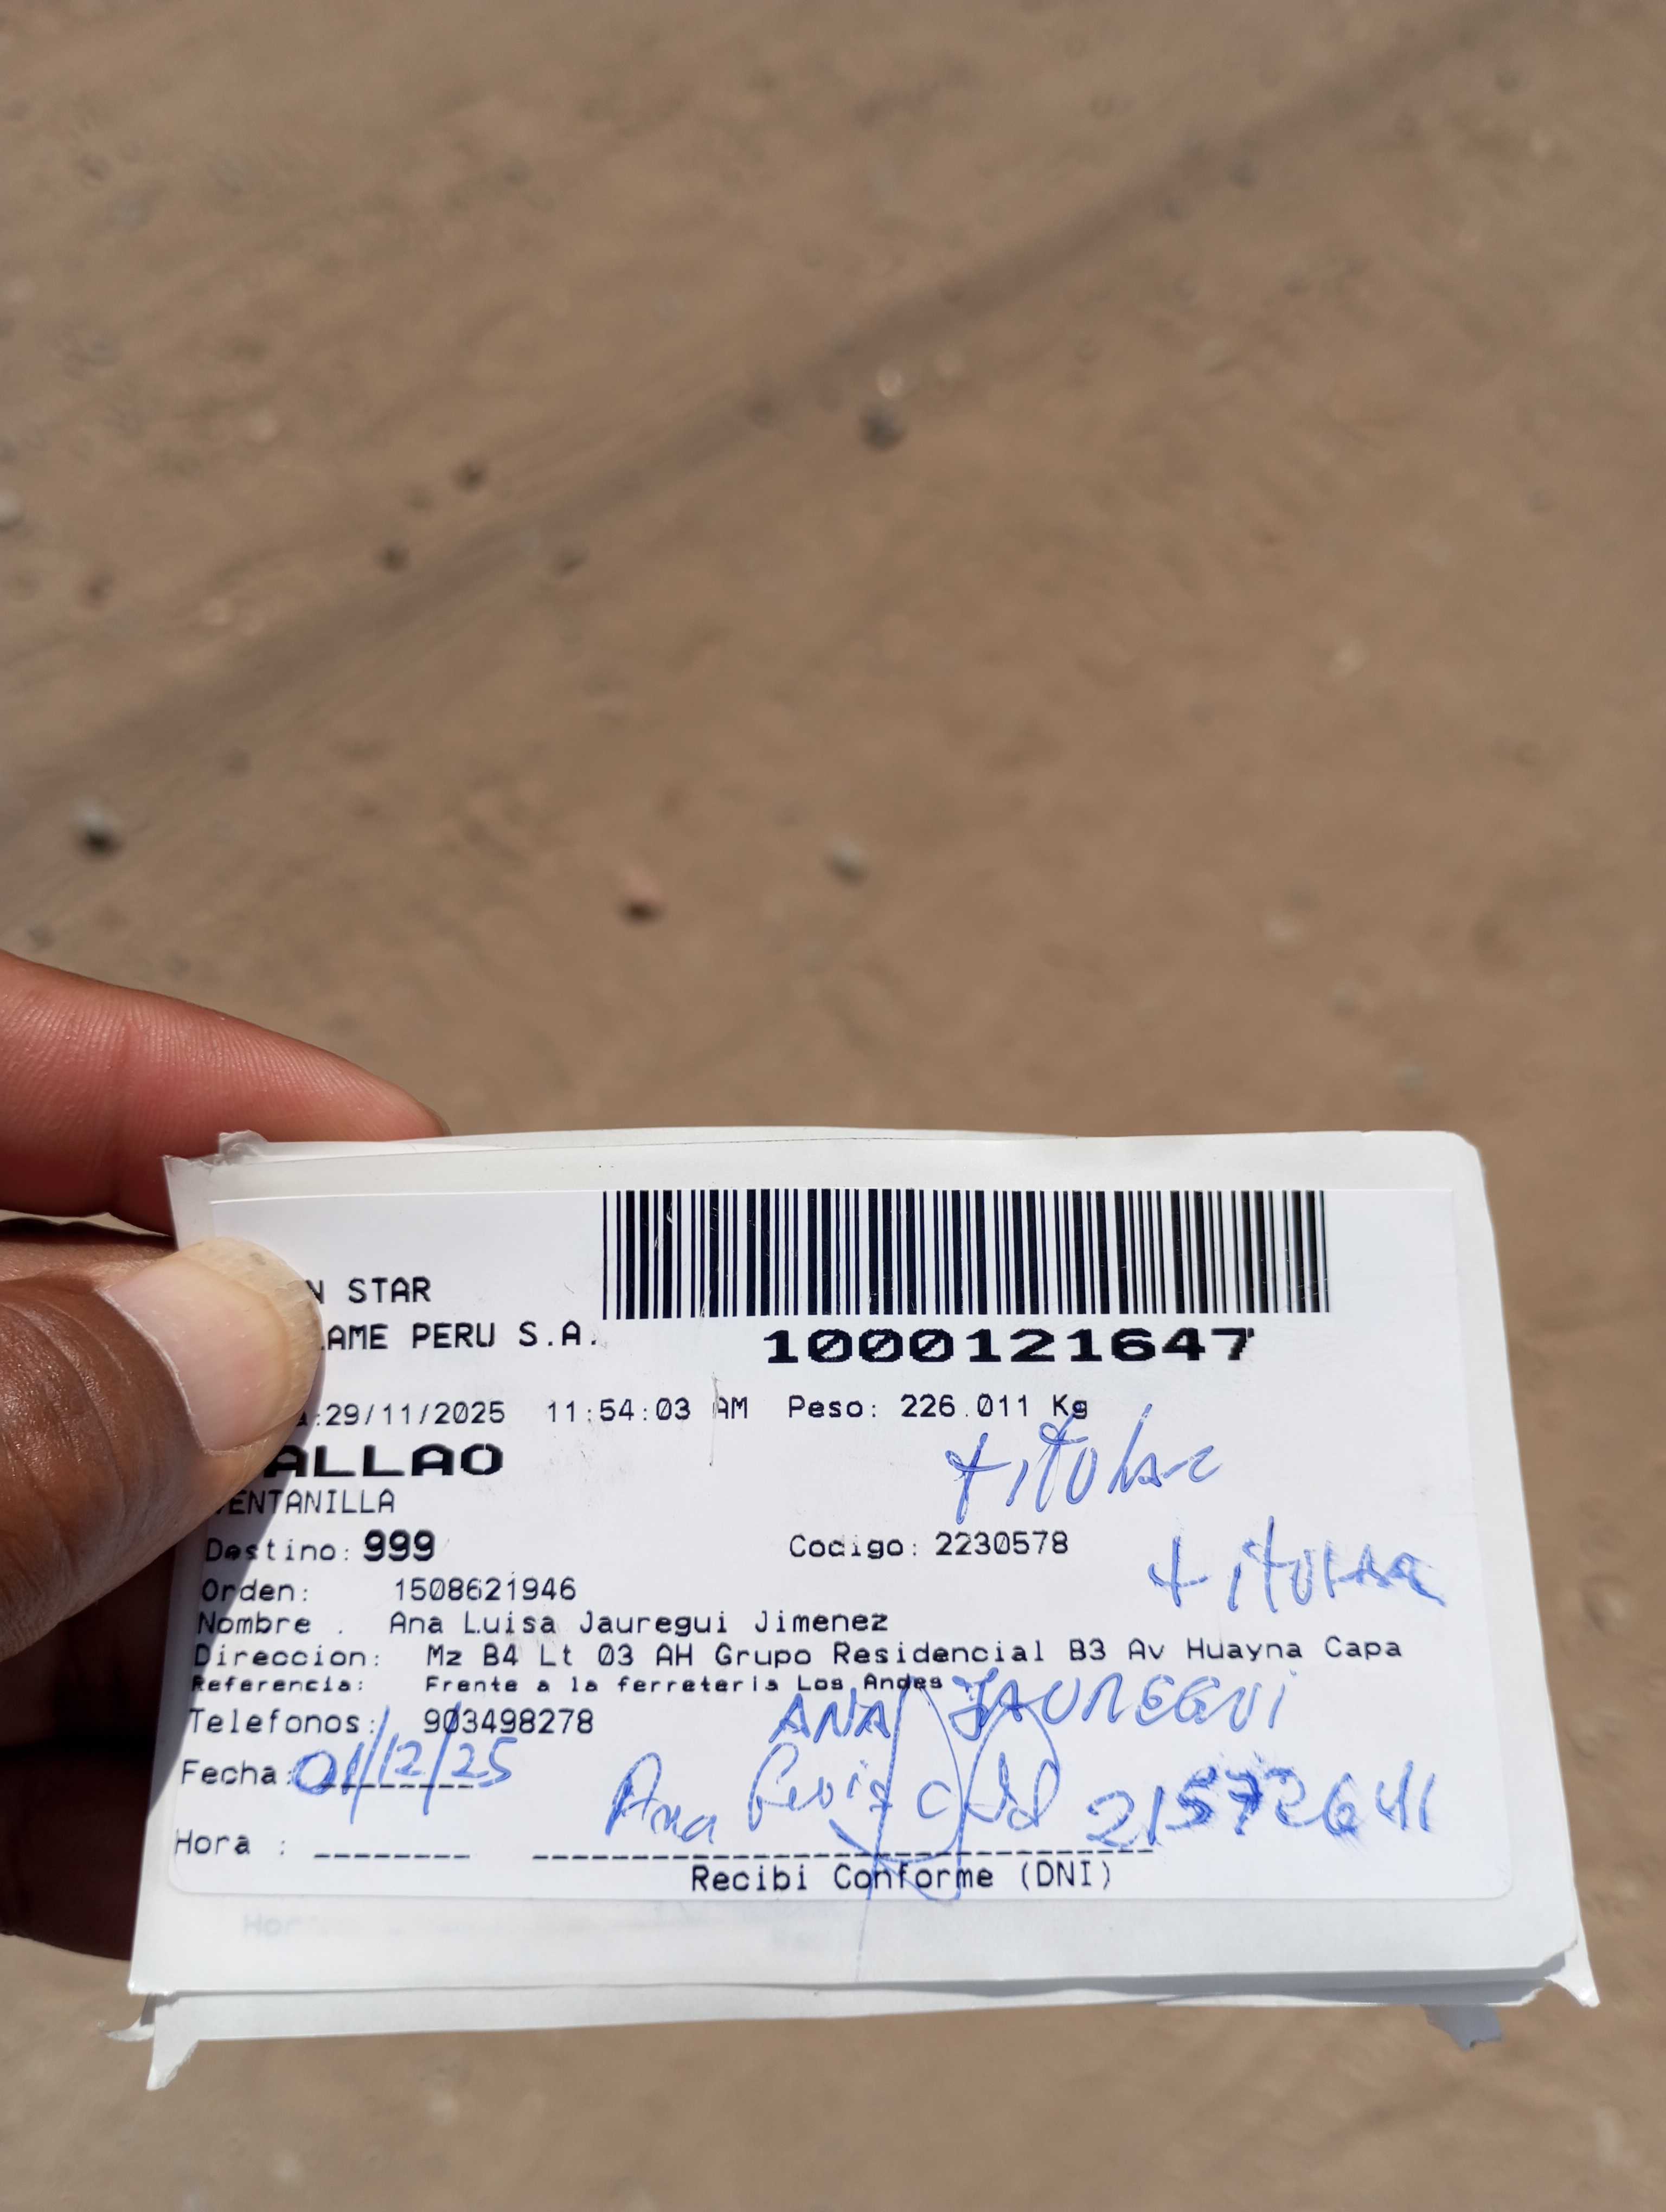 N STAR
LAME PERU S.A.
1000121647
:29/11/2025 11:54:03 AM Peso: 226.011 Kg
ALLAO
ENTANILLA
titular
Destino: 999 Codigo: 2230578
Orden: 1508621946
Nombre . Ana Luisa Jauregui Jimenez
Direccion: Mz B4 Lt 03 AH Grupo Residencial B3 Av Huayna Capa
Referencia: Frente a la ferreteria Los Andes
ANA JAUREGUI
Telefonos: 903498278
Fecha: 01/12/25
Ana
Hora :
Recibi Conforme (DNI)